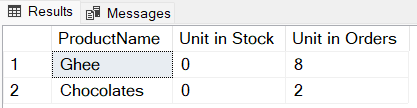 Results Messages
ProductName Unit in Stock Unit in Orders
1 Ghee 0 8
2 Chocolates 0 2